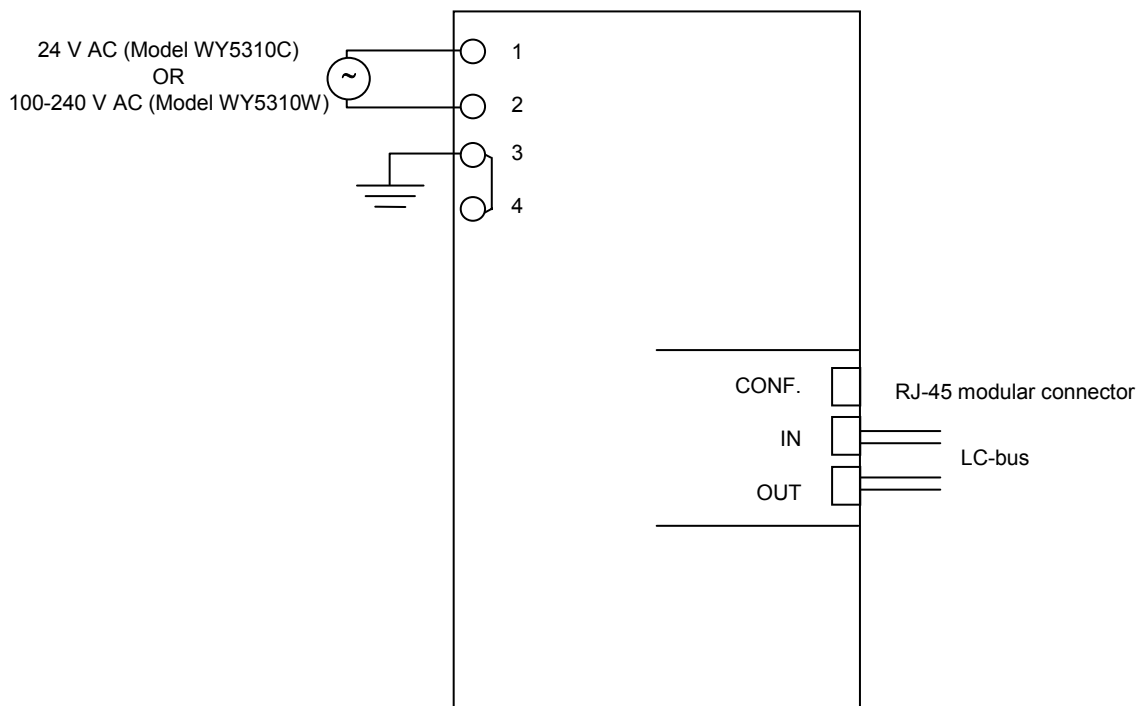 24 V AC (Model WY5310C)
OR
100-240 V AC (Model WY5310W)
~
1
2
3
4
CONF.
RJ-45 modular connector
IN
LC-bus
OUT